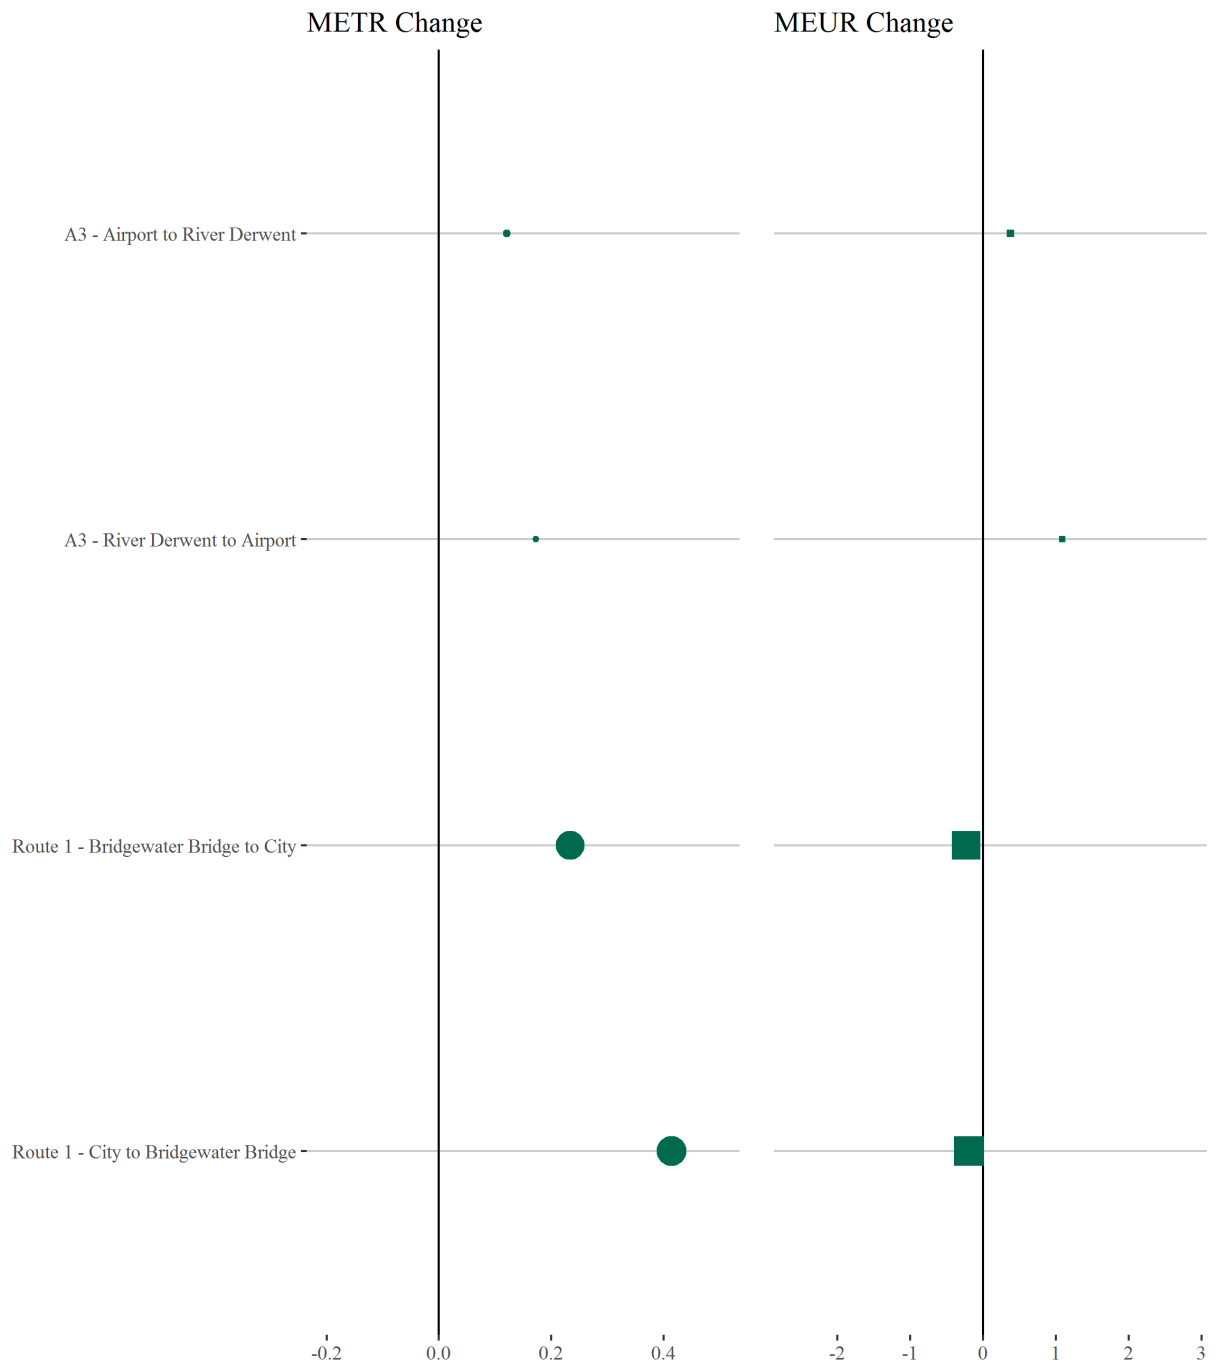 METR Change
MEUR Change
A3 - Airport to River Derwent
A3 - River Derwent to Airport
Route 1 - Bridgewater Bridge to City
Route 1 - City to Bridgewater Bridge
-0.2 0.0 0.2 0.4
-2 -1 0 1 2 3